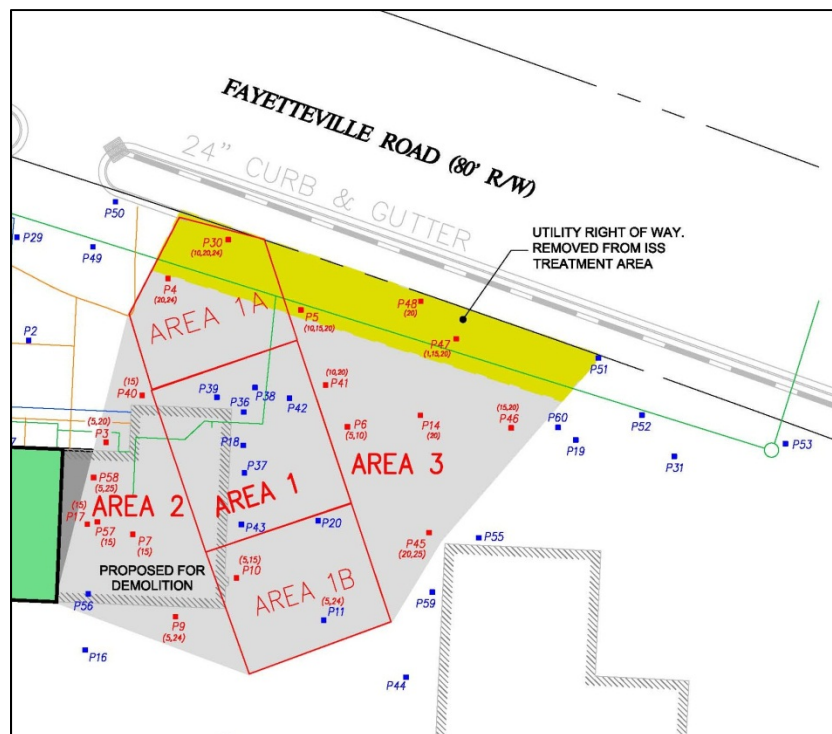 FAYETTEVILLE ROAD (80' R/W)
24" CURB & GUTTER
UTILITY RIGHT OF WAY.
REMOVED FROM ISS
TREATMENT AREA
P50
P29
P49
P30
(10,20,24)
P4
(20,24)
AREA 1A
P5
(10,15,20)
P48
(20)
P47
(1,15,20)
P2
P51
(15)
P40
P39
P38
P36
P42
(10,20)
P41
P6
(5,10)
P14
(20)
(15,20)
P46
P60
P52
P19
P53
P31
(5,20)
P3
P18
P37
AREA 3
P58
(5,25)
AREA 1
AREA 2
(15)
P17
P57
(15)
P7
(15)
P43
P20
P45
(20,25)
P55
PROPOSED FOR
DEMOLITION
(5,15)
P10
AREA 1B
(5,24)
P11
P56
P59
P9
(5,24)
P16
P44